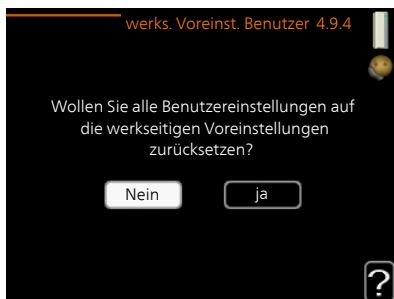 werks. Voreinst. Benutzer 4.9.4
Wollen Sie alle Benutzereinstellungen auf
die werkseitigen Voreinstellungen
zurücksetzen?
Nein ja
?